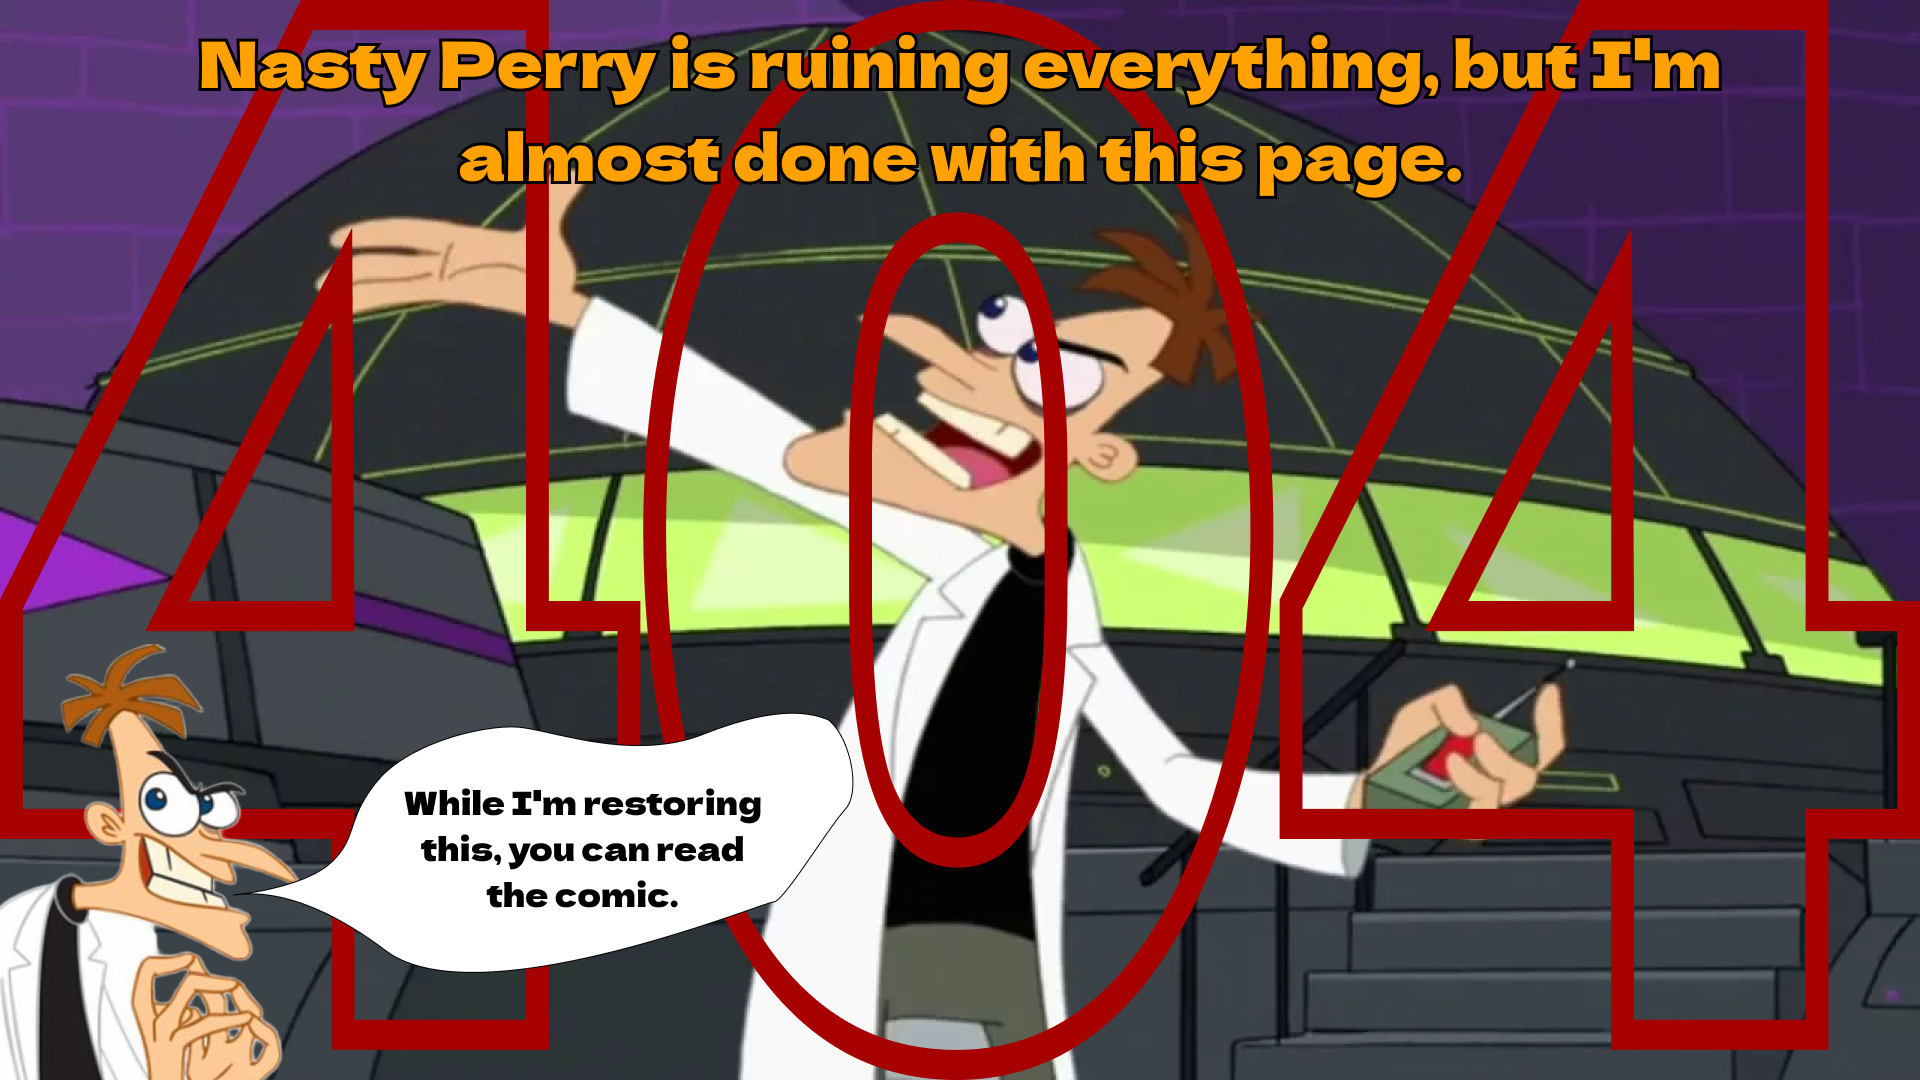 Nasty Perry is ruining everything, but I'm
almost done with this page.
404
While I'm restoring
this, you can read
the comic.